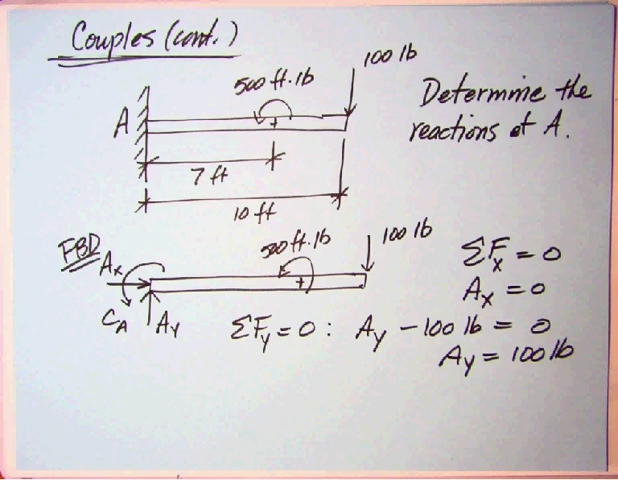 Couples (cont.)
100 lb
500 ft·lb
Determine the
reactions at A.
A
7 ft
10 ft
FBD
500 ft·lb
100 lb
Ax
CA
Ay
ΣFx = 0
Ax = 0
ΣFy = 0 : Ay - 100 lb = 0
Ay = 100 lb